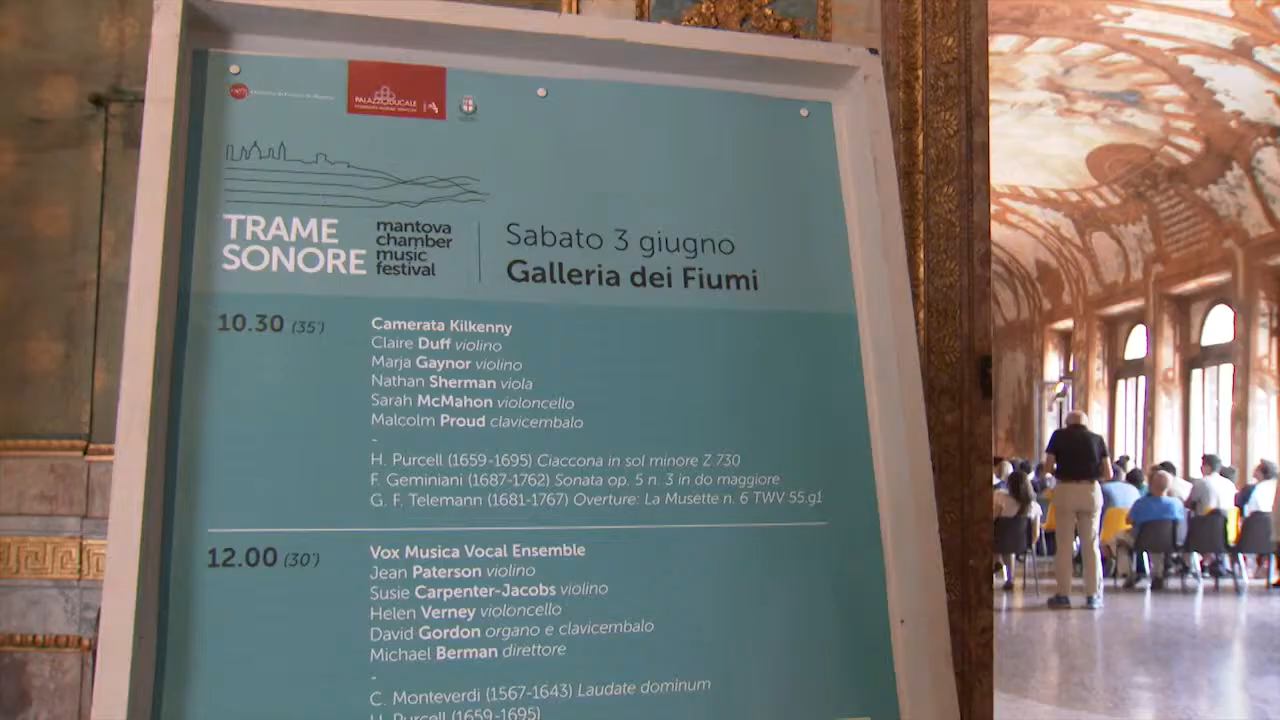 PALAZZO DUCALE
TRAME
SONORE
mantova
chamber
music
festival
Sabato 3 giugno
Galleria dei Fiumi
10.30 (35')
Camerata Kilkenny
Claire Duff violino
Marja Gaynor violino
Nathan Sherman viola
Sarah McMahon violoncello
Malcolm Proud clavicembalo
-
H. Purcell (1659-1695) Ciaccona in sol minore Z 730
F. Geminiani (1687-1762) Sonata op. 5 n. 3 in do maggiore
G. F. Telemann (1681-1767) Overture: La Musette n. 6 TWV 55.g1
12.00 (30')
Vox Musica Vocal Ensemble
Jean Paterson violino
Susie Carpenter-Jacobs violino
Helen Verney violoncello
David Gordon organo e clavicembalo
Michael Berman direttore
-
C. Monteverdi (1567-1643) Laudate dominum
H. Purcell (1659-1695)